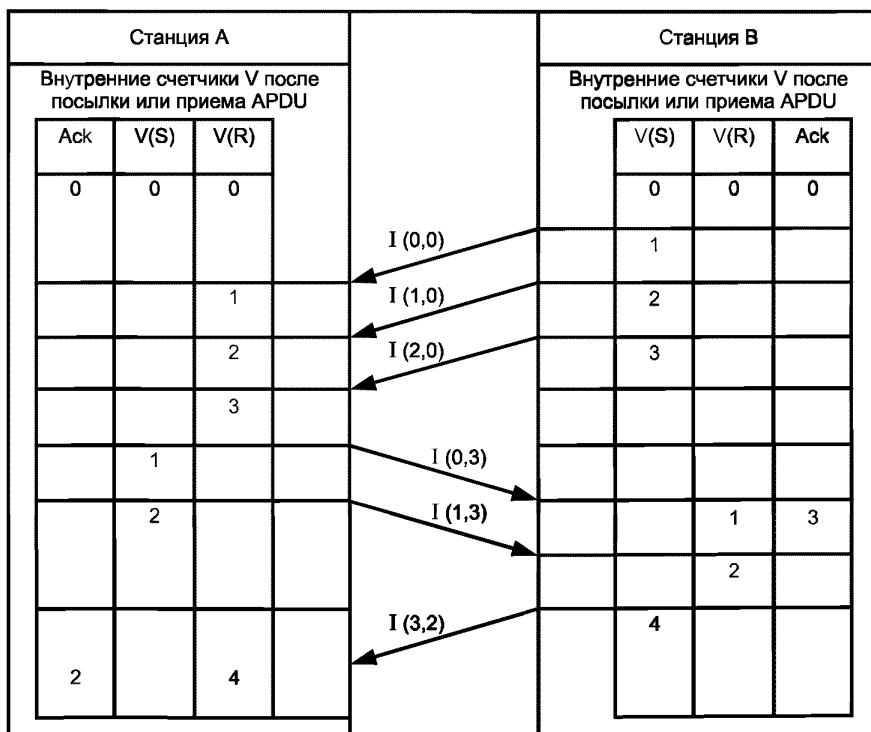 Станция А Станция В
Внутренние счетчики V после Внутренние счетчики V после
посылки или приема APDU посылки или приема APDU
Ack V(S) V(R) V(S) V(R) Ack
0 0 0 0 0 0
I (0,0)
1
1 I (1,0) 2
2 I (2,0) 3
3
1 I (0,3)
2 I (1,3) 1 3
2
I (3,2) 4
2 4